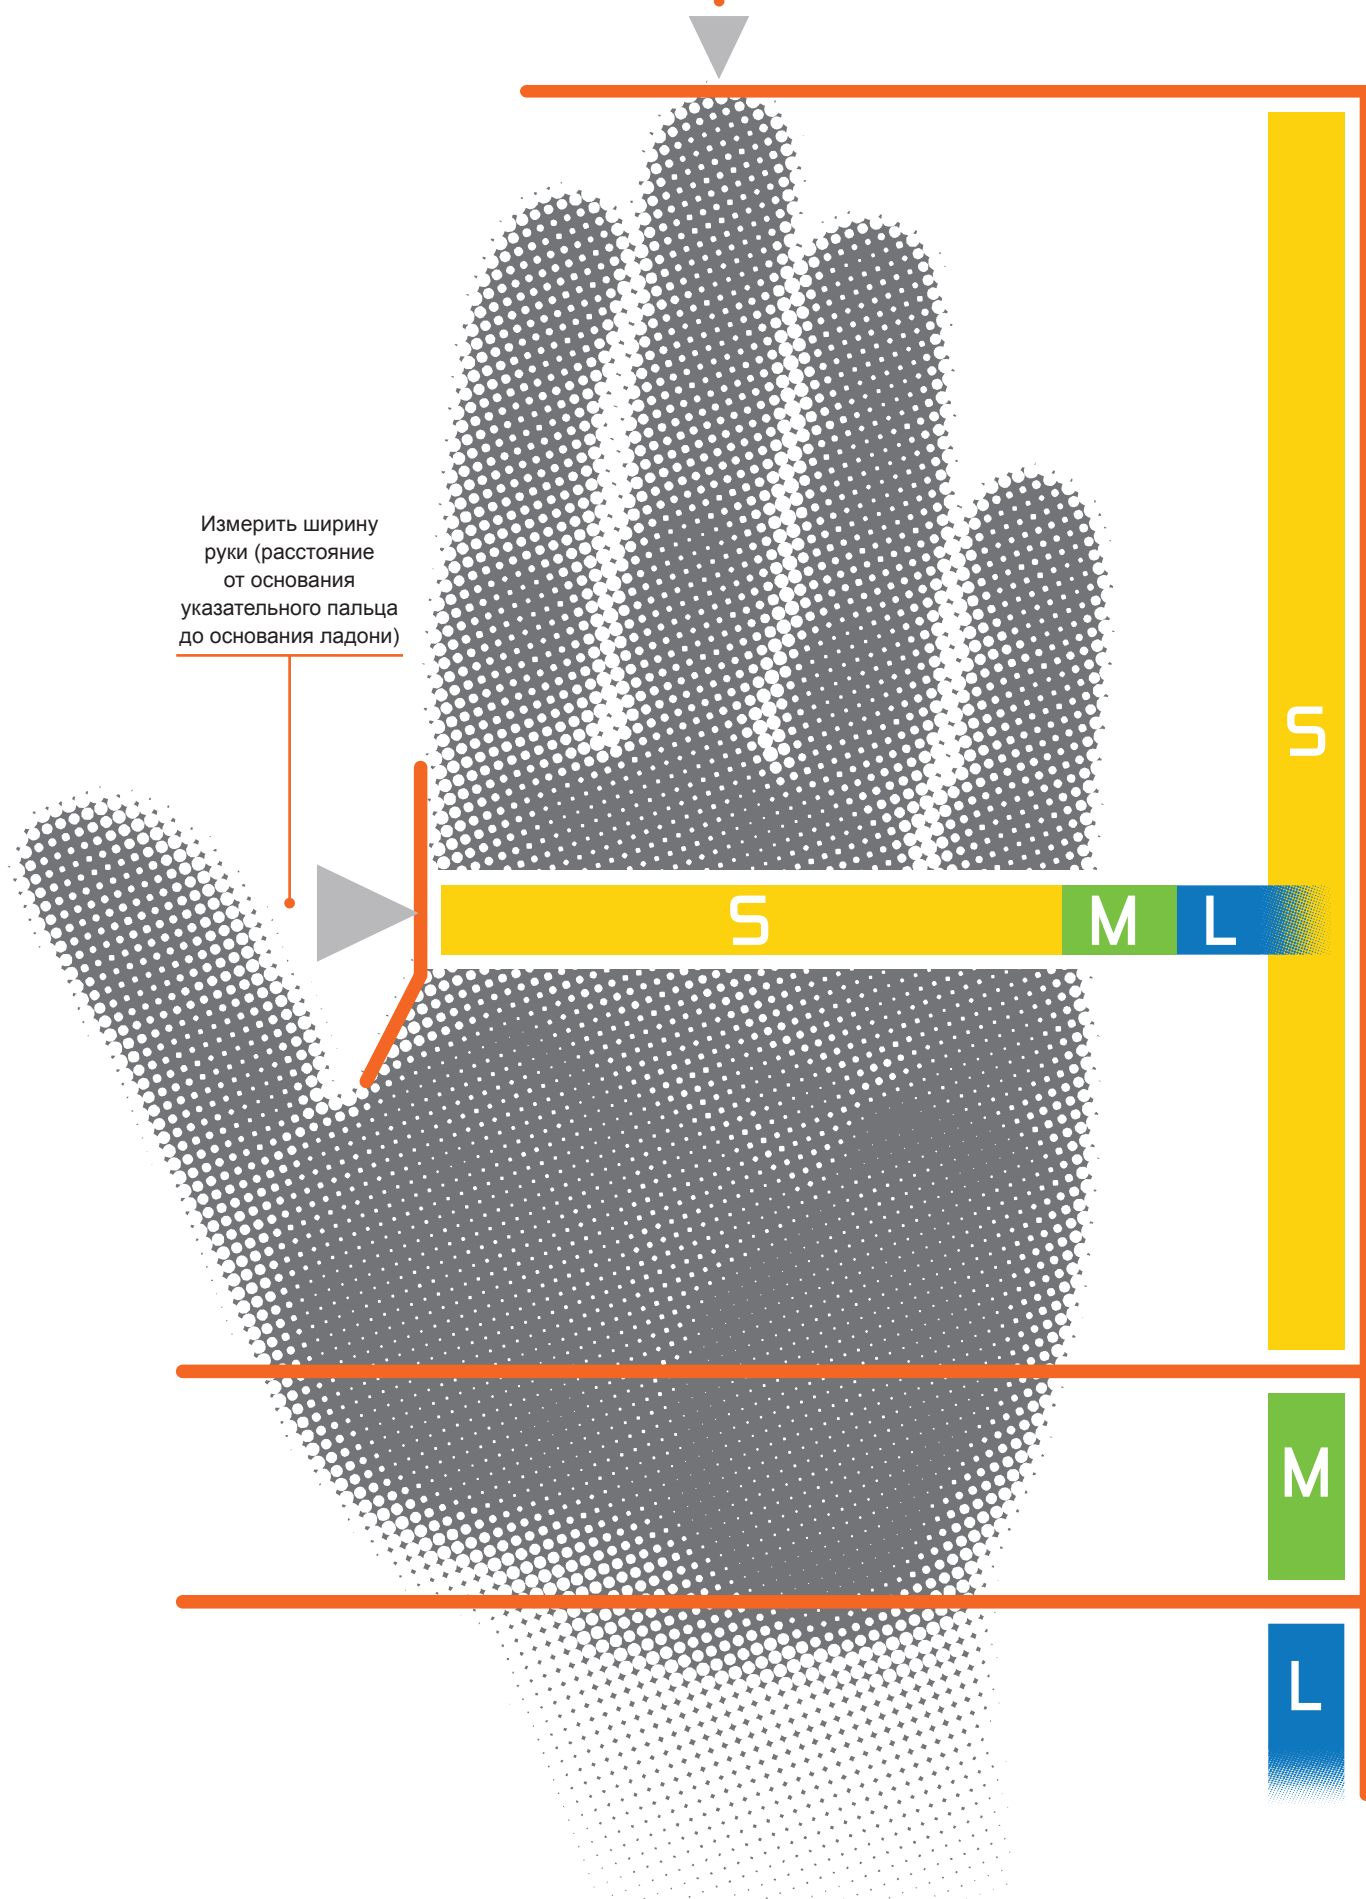 Измерить ширину
руки (расстояние
от основания
указательного пальца
до основания ладони)
S
S M L
M
L